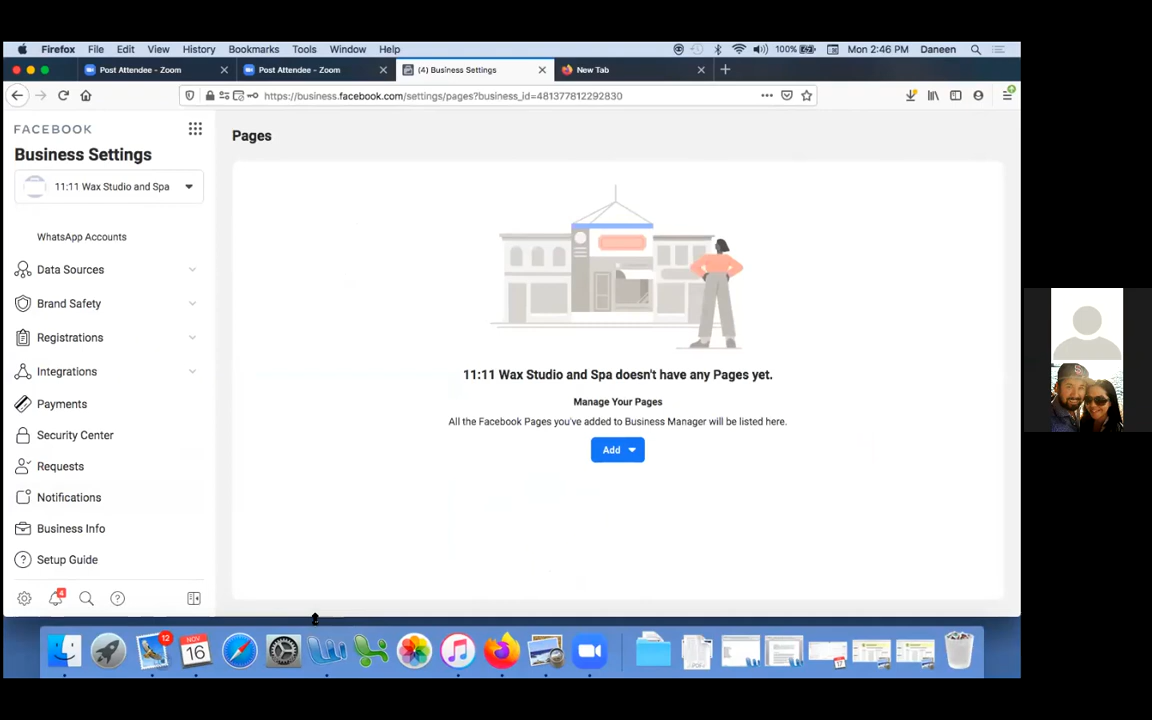 Firefox File Edit View History Bookmarks Tools Window Help 100% Mon 2:46 PM Daneen
Post Attendee - Zoom Post Attendee - Zoom (4) Business Settings New Tab
https://business.facebook.com/settings/pages?business_id=481377812292830
FACEBOOK
Business Settings
11:11 Wax Studio and Spa
WhatsApp Accounts
Data Sources
Brand Safety
Registrations
Integrations
Payments
Security Center
Requests
Notifications
Business Info
Setup Guide
4
Pages
11:11 Wax Studio and Spa doesn't have any Pages yet.
Manage Your Pages
All the Facebook Pages you've added to Business Manager will be listed here.
Add
12
NOV
16
17